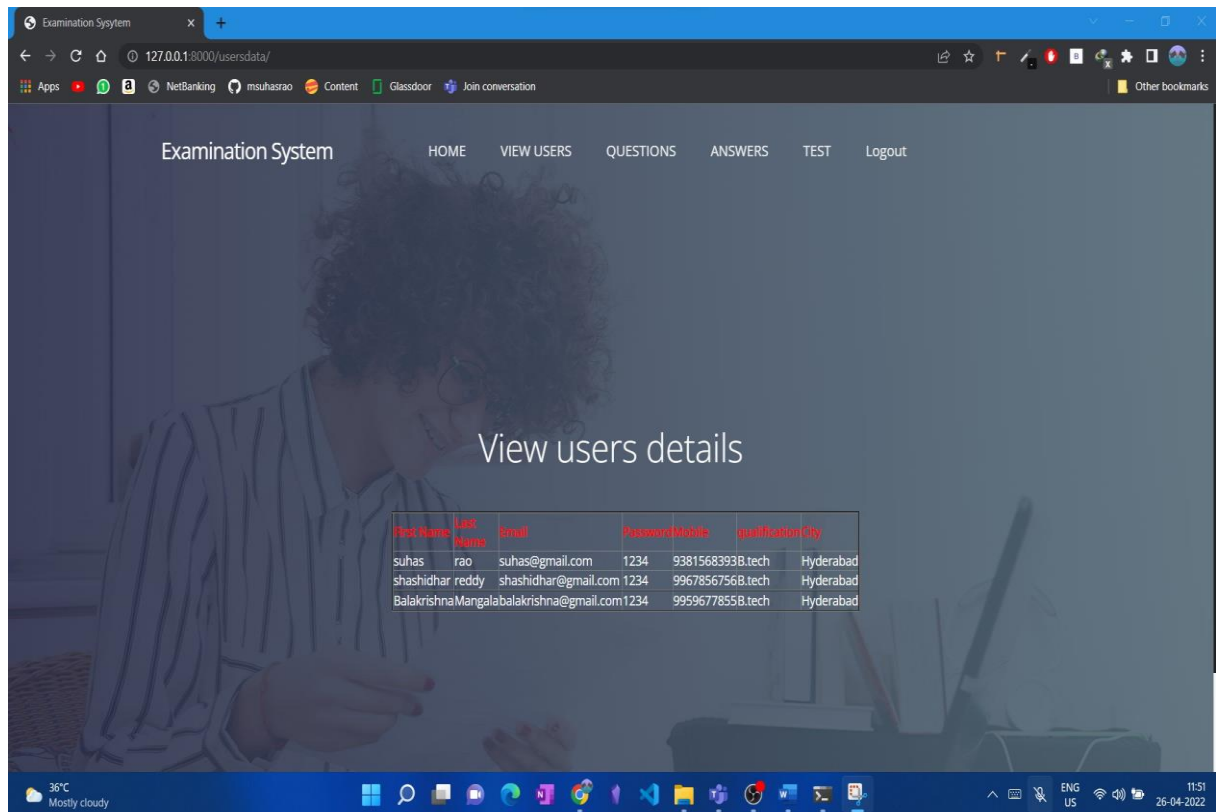 Examination Sysytem
127.0.0.1:8000/usersdata/
Apps NetBanking msuhasrao Content Glassdoor Join conversation Other bookmarks
Examination System HOME VIEW USERS QUESTIONS ANSWERS TEST Logout
View users details
First Name Last Name Email Password Mobile qualification City
suhas rao suhas@gmail.com 1234 9381568393 B.tech Hyderabad
shashidhar reddy shashidhar@gmail.com 1234 9967856756 B.tech Hyderabad
Balakrishna Mangala balakrishna@gmail.com 1234 9959677855 B.tech Hyderabad
36°C
Mostly cloudy
ENG
US
11:51
26-04-2022